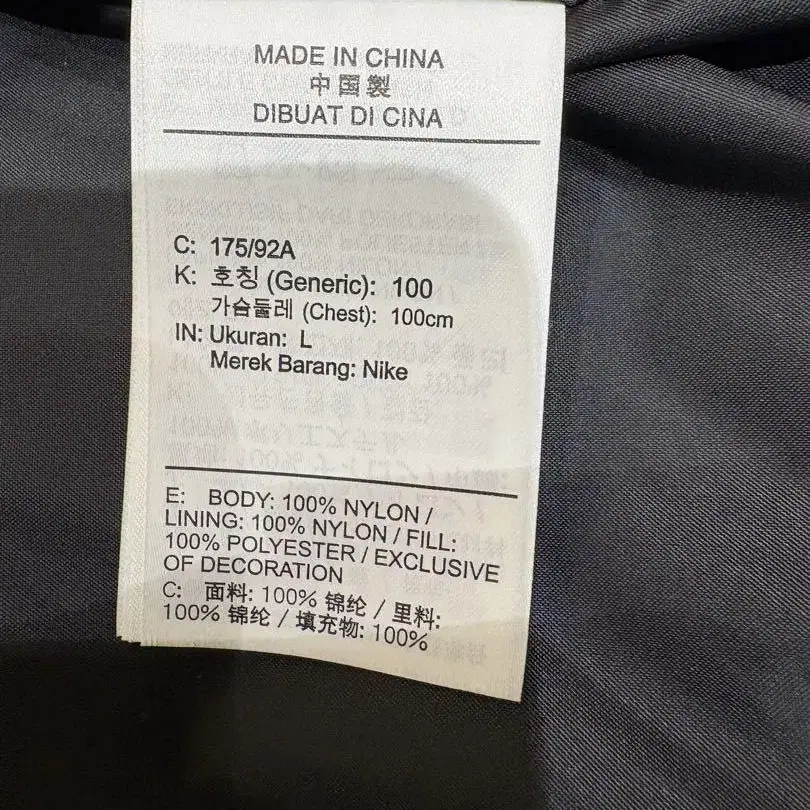 MADE IN CHINA
中国製
DIBUAT DI CINA
C: 175/92A
K: 호칭 (Generic): 100
가슴둘레 (Chest): 100cm
IN: Ukuran: L
Merek Barang: Nike
E: BODY: 100% NYLON /
LINING: 100% NYLON / FILL:
100% POLYESTER / EXCLUSIVE
OF DECORATION
C: 面料: 100% 锦纶 / 里料:
100% 锦纶 / 填充物: 100%